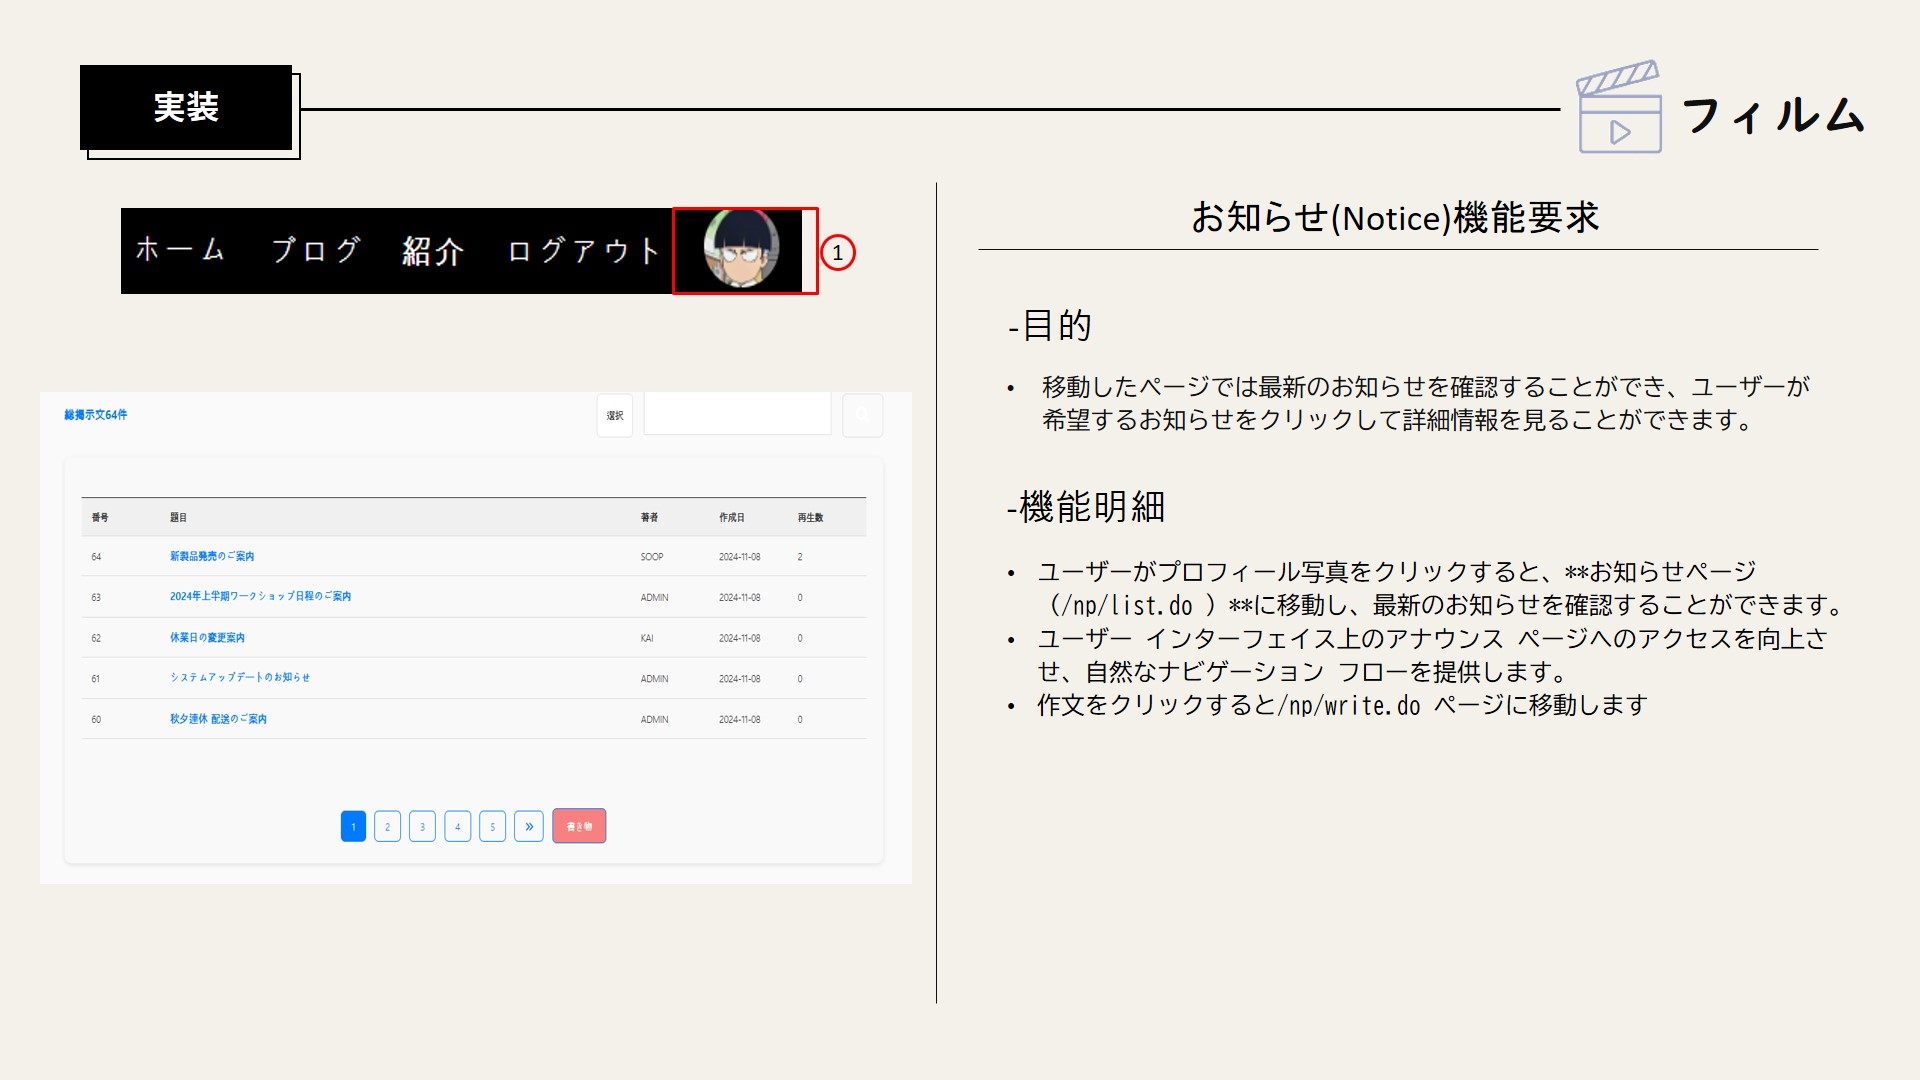 実装
フィルム
ホーム ブログ 紹介 ログアウト
1
総掲示文64件
選択
番号 題目 著者 作成日 再生数
64 新製品発売のご案内 SOOP 2024-11-08 2
63 2024年上半期ワークショップ日程のご案内 ADMIN 2024-11-08 0
62 休業日の変更案内 KAI 2024-11-08 0
61 システムアップデートのお知らせ ADMIN 2024-11-08 0
60 秋夕連休 配送のご案内 ADMIN 2024-11-08 0
1 2 3 4 5 » 書き物
お知らせ(Notice)機能要求
-目的
• 移動したページでは最新のお知らせを確認することができ、ユーザーが
希望するお知らせをクリックして詳細情報を見ることができます。
-機能明細
• ユーザーがプロフィール写真をクリックすると、**お知らせページ
（/np/list.do ）**に移動し、最新のお知らせを確認することができます。
• ユーザー インターフェイス上のアナウンス ページへのアクセスを向上さ
せ、自然なナビゲーション フローを提供します。
• 作文をクリックすると/np/write.do ページに移動します